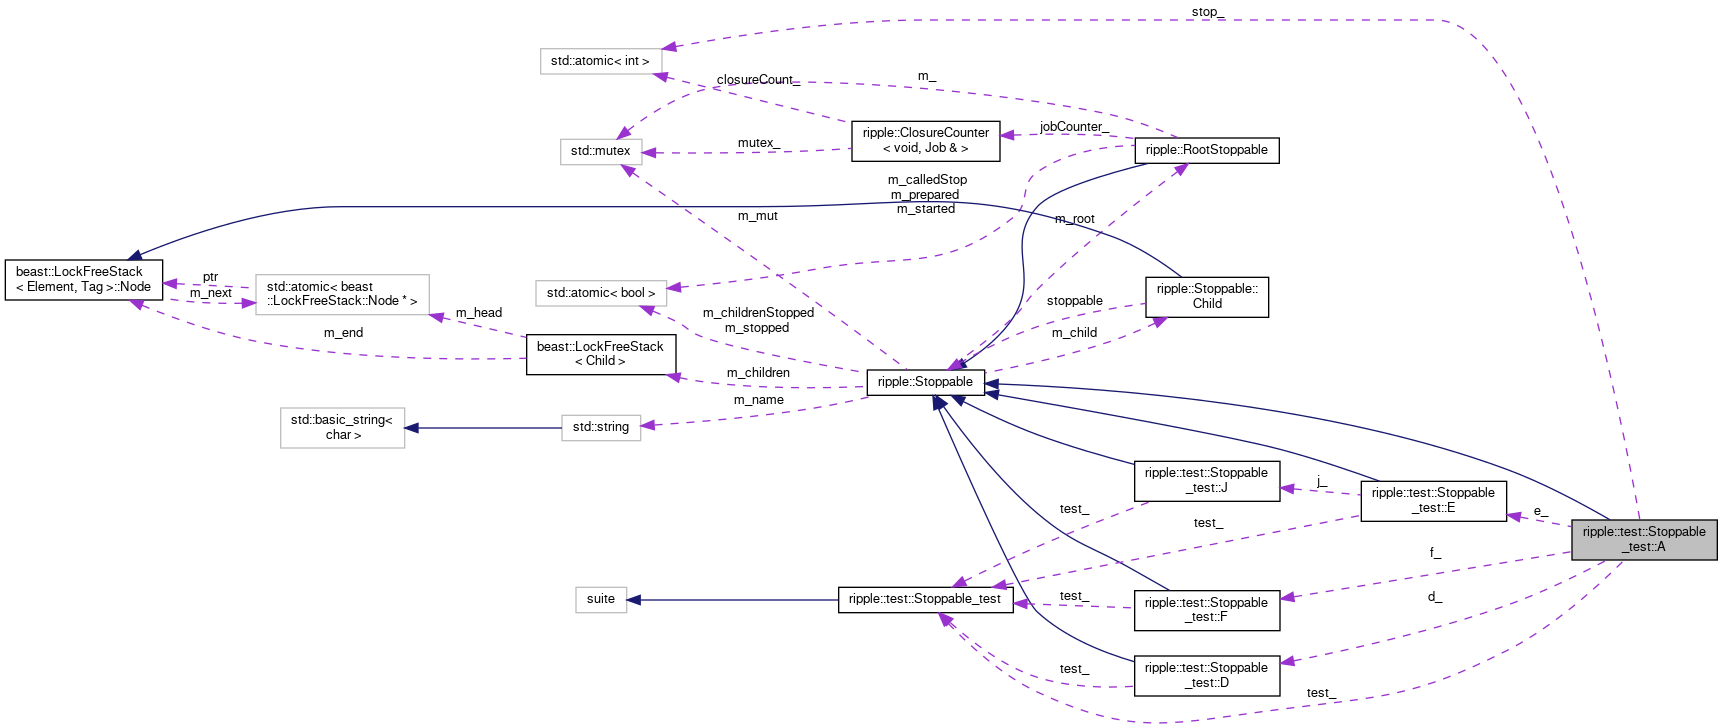 stop_
std::atomic< int >
closureCount_
m_
ripple::ClosureCounter
< void, Job & >
jobCounter_
mutex_
std::mutex
ripple::RootStoppable
m_calledStop
m_prepared
m_started
m_mut
m_root
beast::LockFreeStack
< Element, Tag >::Node
ptr
m_next
std::atomic< beast
::LockFreeStack::Node * >
std::atomic< bool >
ripple::Stoppable::
Child
stoppable
m_childrenStopped
m_stopped
m_child
m_head
m_end
beast::LockFreeStack
< Child >
m_children
ripple::Stoppable
m_name
std::basic_string<
char >
std::string
ripple::test::Stoppable
_test::J
j_
ripple::test::Stoppable
_test::E
e_
ripple::test::Stoppable
_test::A
test_
test_
f_
suite
ripple::test::Stoppable_test
test_
ripple::test::Stoppable
_test::F
d_
test_
ripple::test::Stoppable
_test::D
test_